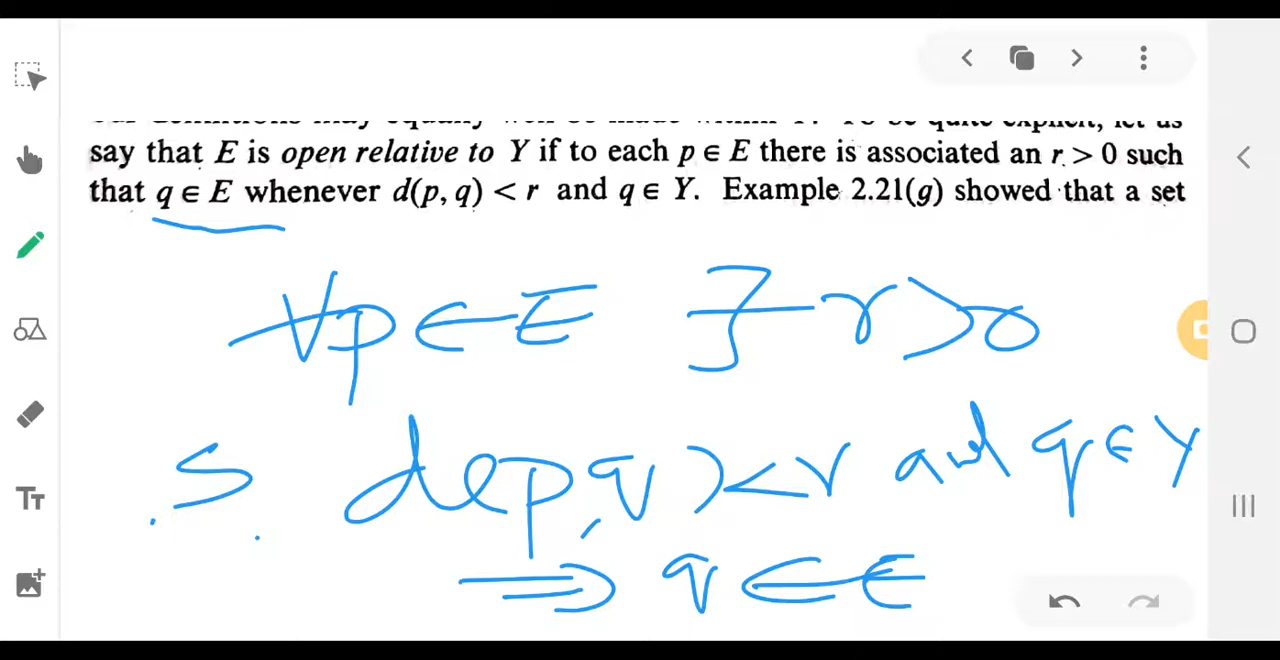 say that E is open relative to Y if to each p ∈ E there is associated an r > 0 such
that q ∈ E whenever d(p, q) < r and q ∈ Y. Example 2.21(g) showed that a set
∀p ∈ E ∃ r > 0
.S. d(p, q) < r and q ∈ Y
⇒ q ∈ E
TT